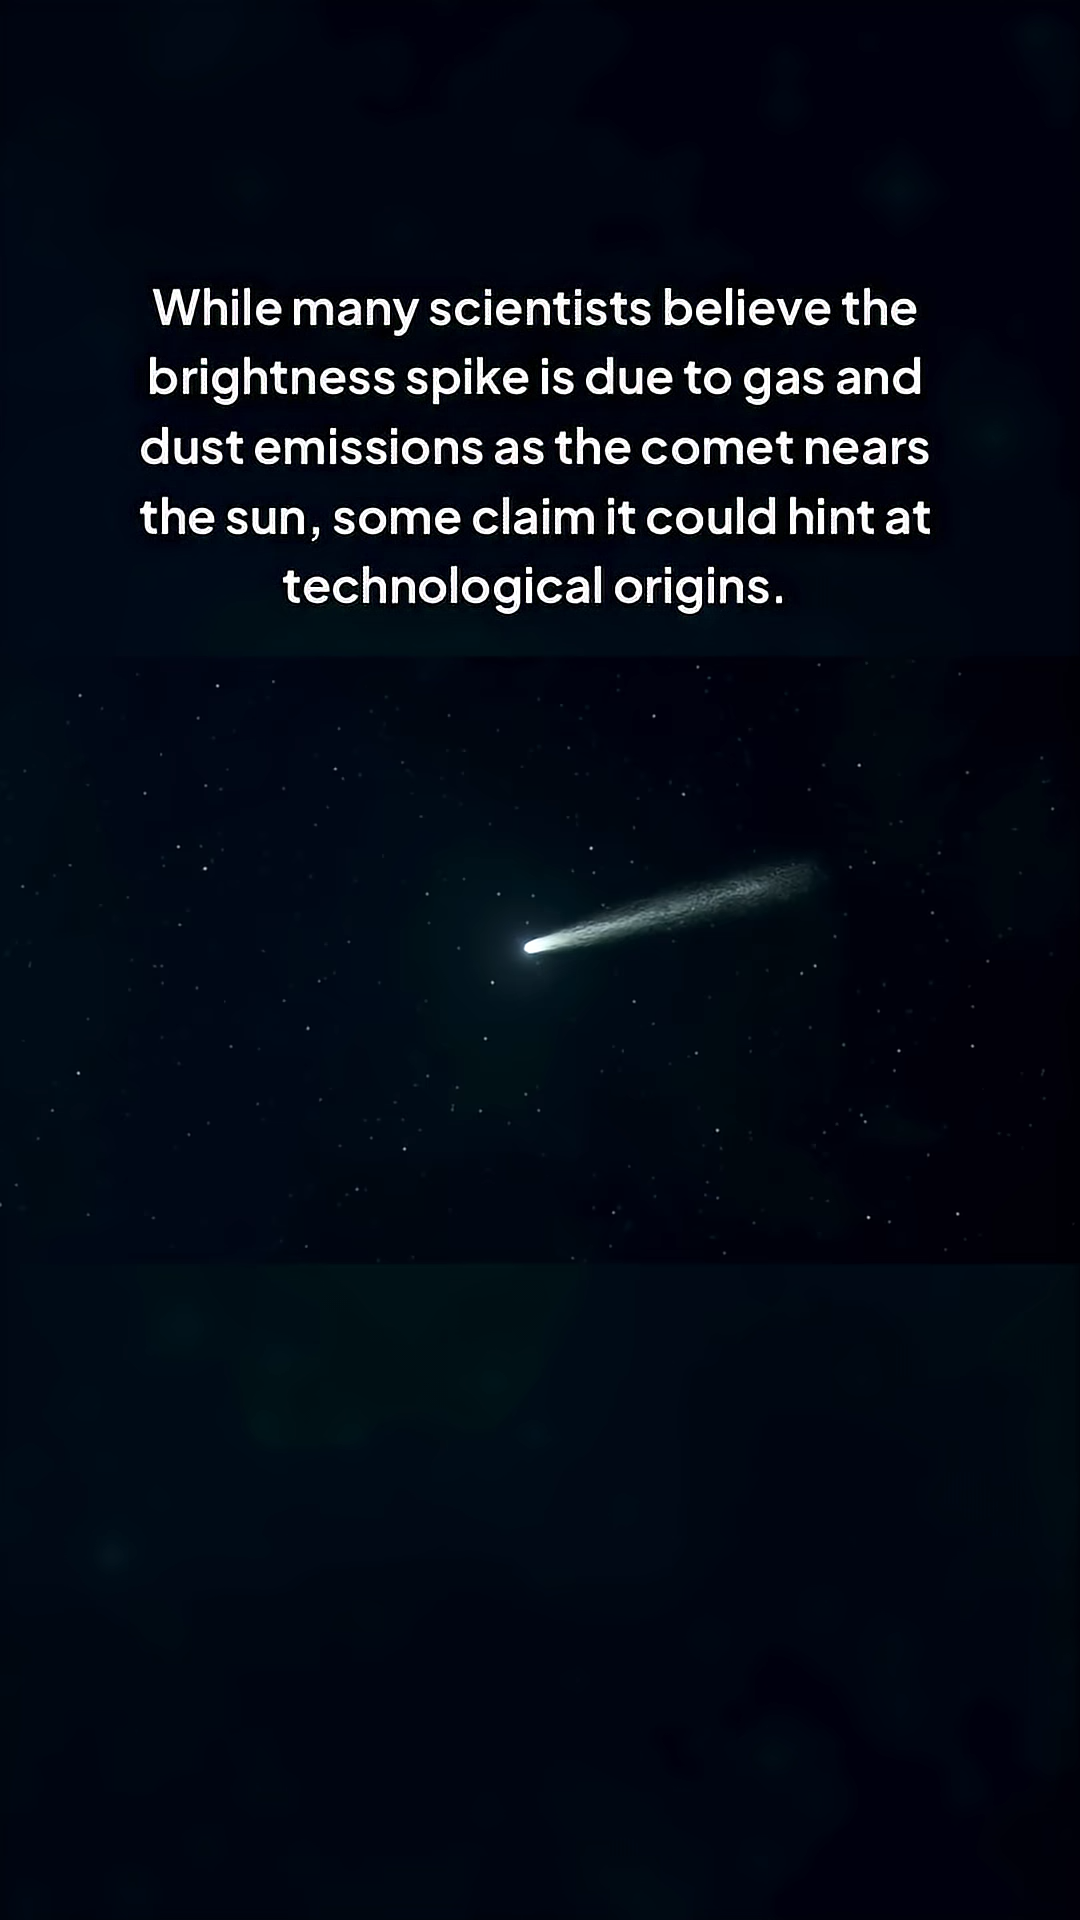 While many scientists believe the
brightness spike is due to gas and
dust emissions as the comet nears
the sun, some claim it could hint at
technological origins.